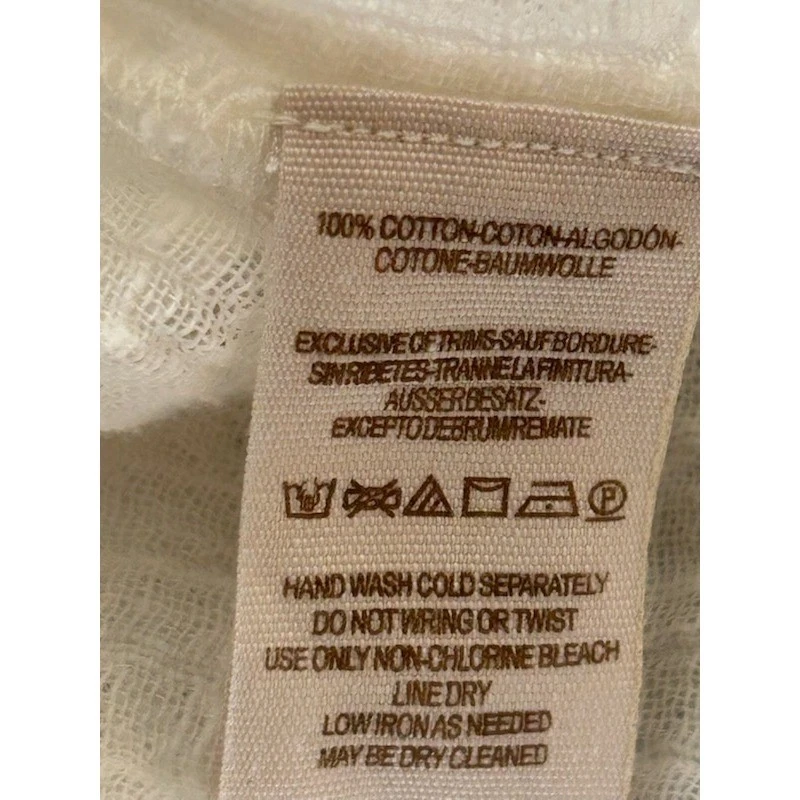 100% COTTON-COTON-ALGODÓN-
COTONE-BAUMWOLLE
EXCLUSIVE OF TRIMS-SAUF BORDURE-
SIN RIBETES-TRANNE LA FINITURA-
AUSSER BESATZ-
EXCEPTO DEBRUM/REMATE
P
HAND WASH COLD SEPARATELY
DO NOT WRING OR TWIST
USE ONLY NON-CHLORINE BLEACH
LINE DRY
LOW IRON AS NEEDED
MAY BE DRY CLEANED